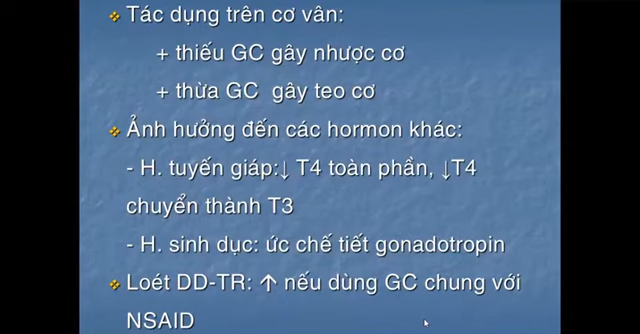 ❖ Tác dụng trên cơ vân:
+ thiếu GC gây nhược cơ
+ thừa GC gây teo cơ
❖ Ảnh hưởng đến các hormon khác:
- H. tuyến giáp:↓ T4 toàn phần, ↓T4
chuyển thành T3
- H. sinh dục: ức chế tiết gonadotropin
❖ Loét DD-TR: ↑ nếu dùng GC chung với
NSAID